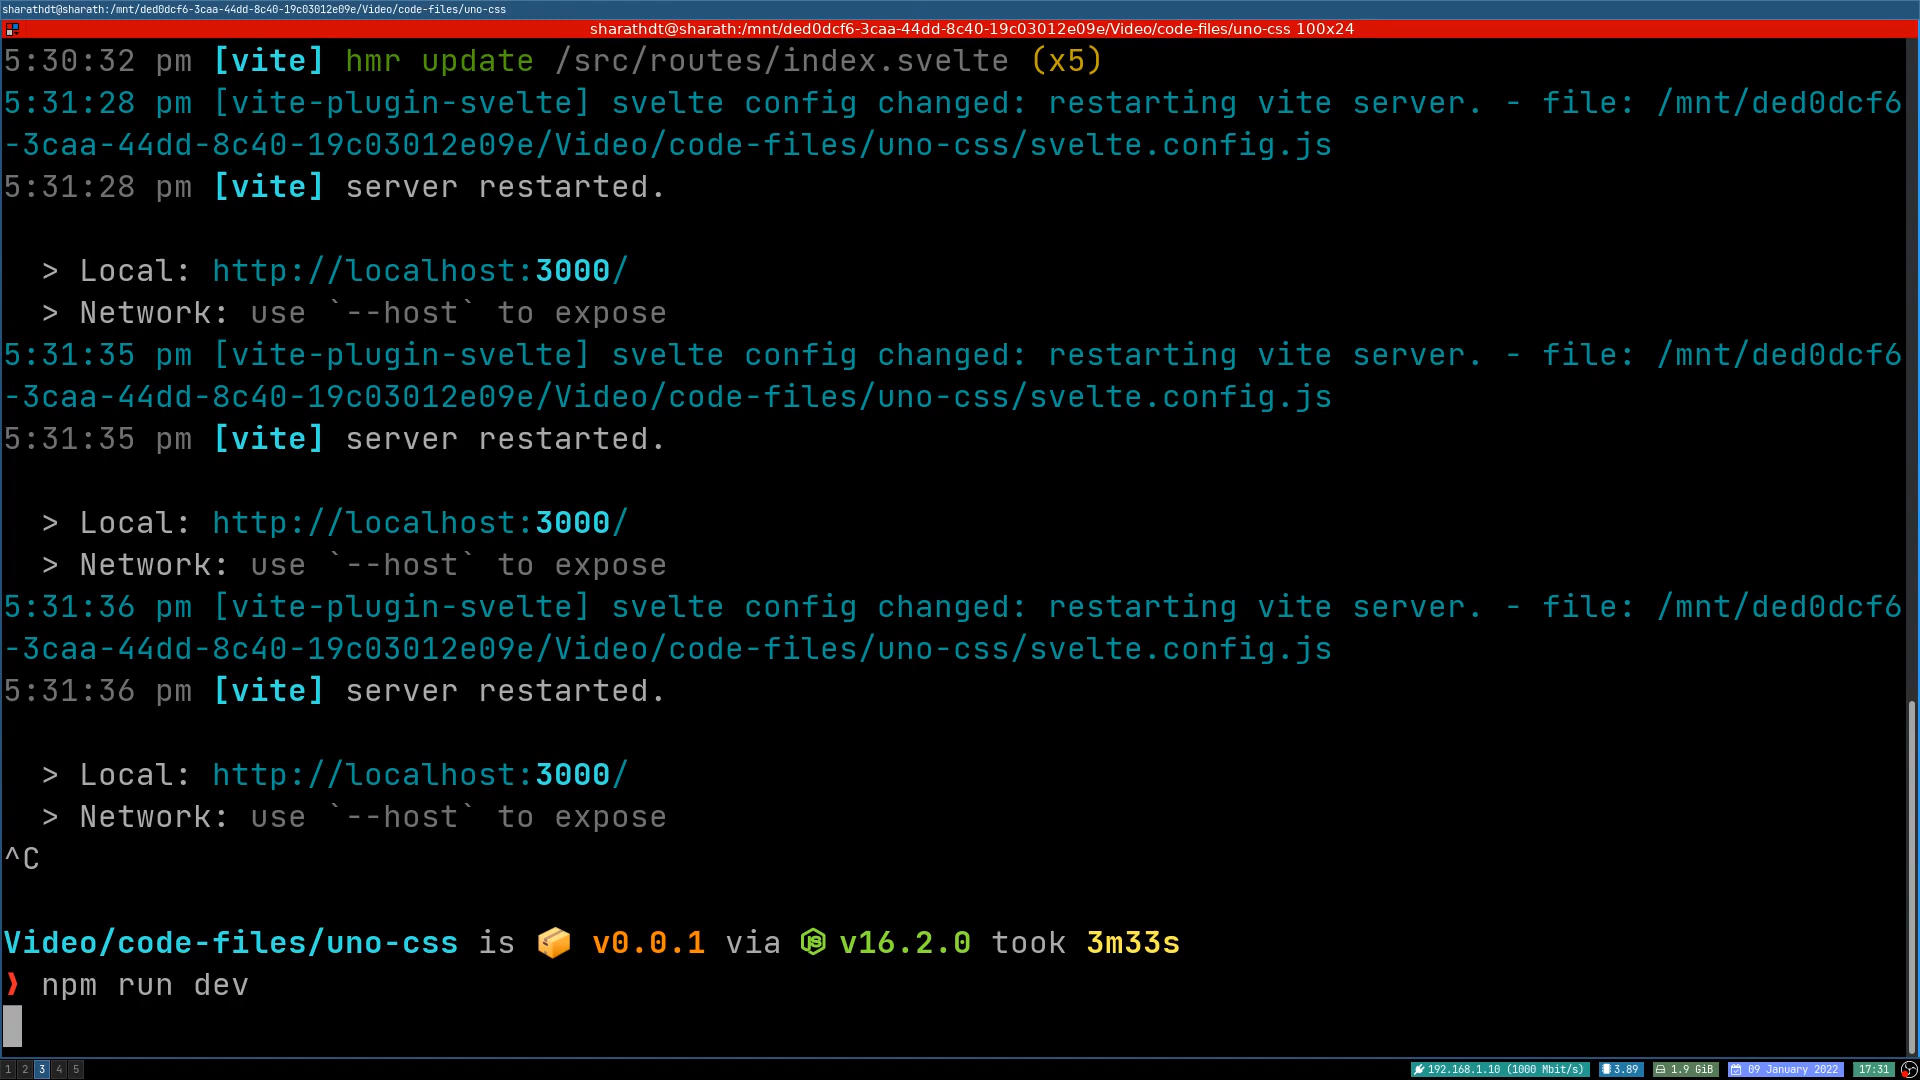 sharathdt@sharath:/mnt/ded0dcf6-3caa-44dd-8c40-19c03012e09e/Video/code-files/uno-css
sharathdt@sharath:/mnt/ded0dcf6-3caa-44dd-8c40-19c03012e09e/Video/code-files/uno-css 100x24
5:30:32 pm [vite] hmr update /src/routes/index.svelte (x5)
5:31:28 pm [vite-plugin-svelte] svelte config changed: restarting vite server. - file: /mnt/ded0dcf6
-3caa-44dd-8c40-19c03012e09e/Video/code-files/uno-css/svelte.config.js
5:31:28 pm [vite] server restarted.
> Local: http://localhost:3000/
> Network: use `--host` to expose
5:31:35 pm [vite-plugin-svelte] svelte config changed: restarting vite server. - file: /mnt/ded0dcf6
-3caa-44dd-8c40-19c03012e09e/Video/code-files/uno-css/svelte.config.js
5:31:35 pm [vite] server restarted.
> Local: http://localhost:3000/
> Network: use `--host` to expose
5:31:36 pm [vite-plugin-svelte] svelte config changed: restarting vite server. - file: /mnt/ded0dcf6
-3caa-44dd-8c40-19c03012e09e/Video/code-files/uno-css/svelte.config.js
5:31:36 pm [vite] server restarted.
> Local: http://localhost:3000/
> Network: use `--host` to expose
^C
Video/code-files/uno-css is 📦 v0.0.1 via v16.2.0 took 3m33s
❯ npm run dev
1 2 3 4 5 192.168.1.10 (1000 Mbit/s) 3.89 1.9 GiB 09 January 2022 17:31